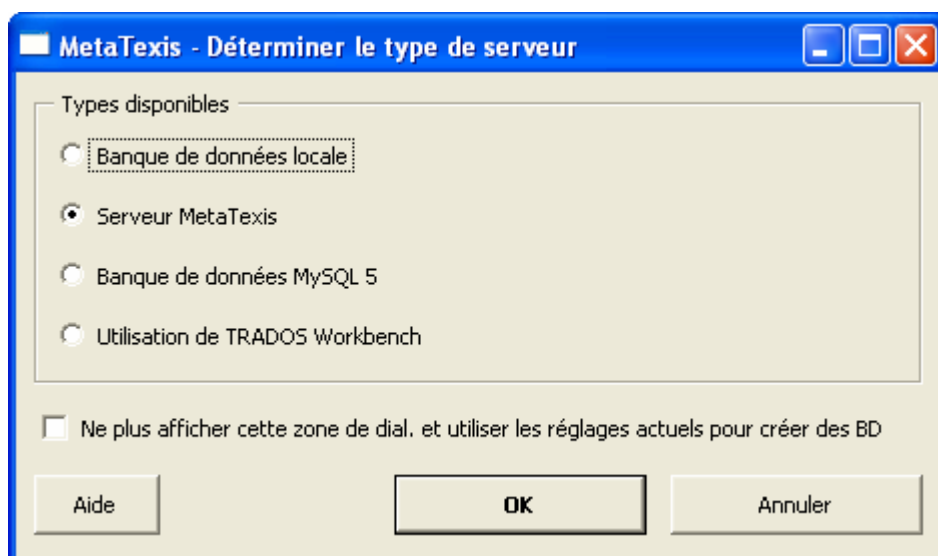 MetaTexis - Déterminer le type de serveur
Types disponibles
Banque de données locale
Serveur MetaTexis
Banque de données MySQL 5
Utilisation de TRADOS Workbench
Ne plus afficher cette zone de dial. et utiliser les réglages actuels pour créer des BD
Aide OK Annuler